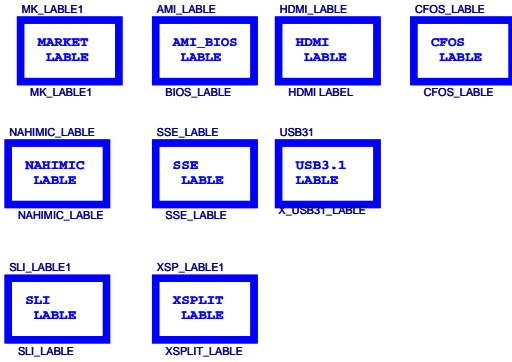 MK_LABLE1
AMI_LABLE
HDMI_LABLE
CFOS_LABLE
MARKET
LABLE
AMI_BIOS
LABLE
HDMI
LABLE
CFOS
LABLE
MK_LABLE1
BIOS_LABLE
HDMI LABEL
CFOS_LABLE
NAHIMIC_LABLE
SSE_LABLE
USB31
NAHIMIC
LABLE
SSE
LABLE
USB3.1
LABLE
NAHIMIC_LABLE
SSE_LABLE
X_USB31_LABLE
SLI_LABLE1
XSP_LABLE1
SLI
LABLE
XSPLIT
LABLE
SLI_LABLE
XSPLIT_LABLE